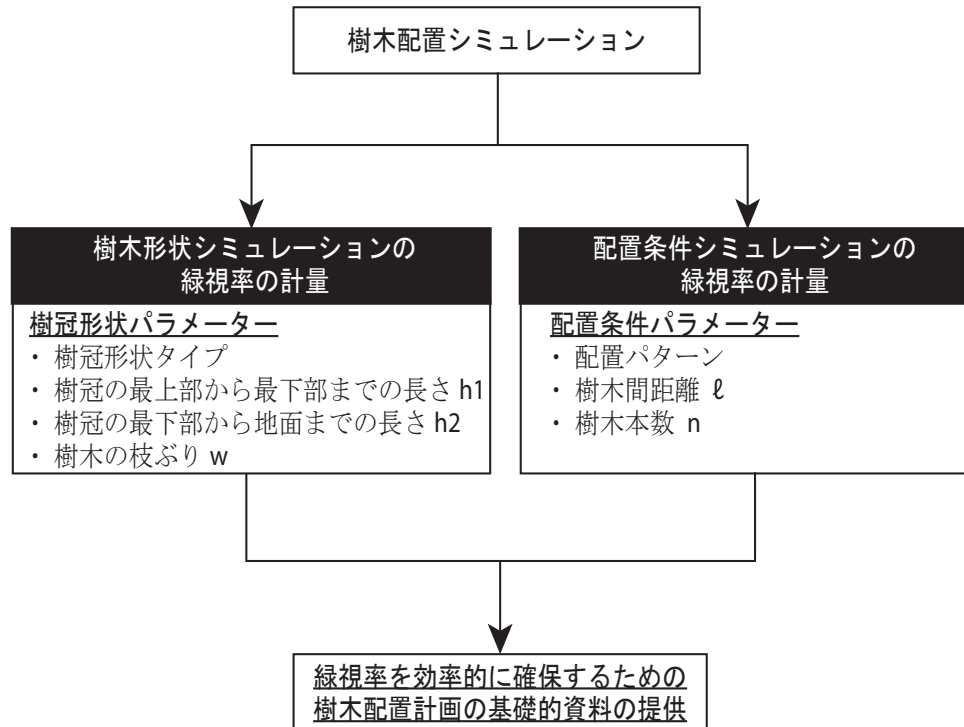 樹木配置シミュレーション
樹木形状シミュレーションの
緑視率の計量
樹冠形状パラメーター
・ 樹冠形状タイプ
・ 樹冠の最上部から最下部までの長さ h1
・ 樹冠の最下部から地面までの長さ h2
・ 樹木の枝ぶり w
配置条件シミュレーションの
緑視率の計量
配置条件パラメーター
・ 配置パターン
・ 樹木間距離 ℓ
・ 樹木本数 n
緑視率を効率的に確保するための
樹木配置計画の基礎的資料の提供